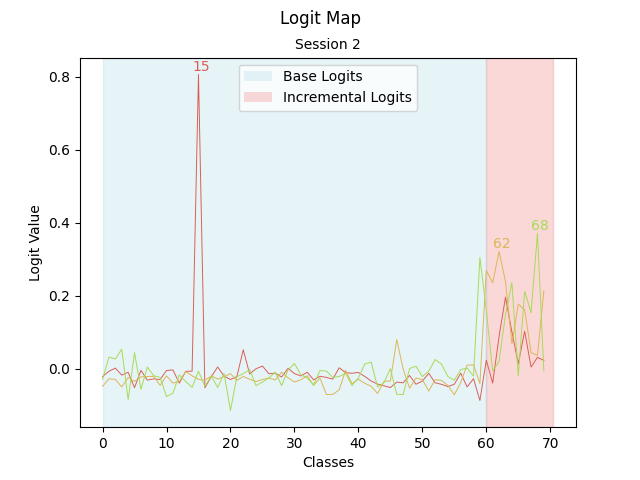 Logit Map
Session 2
15
Base Logits
Incremental Logits
68
62
0.8
0.6
0.4
0.2
0.0
Logit Value
0 10 20 30 40 50 60 70
Classes